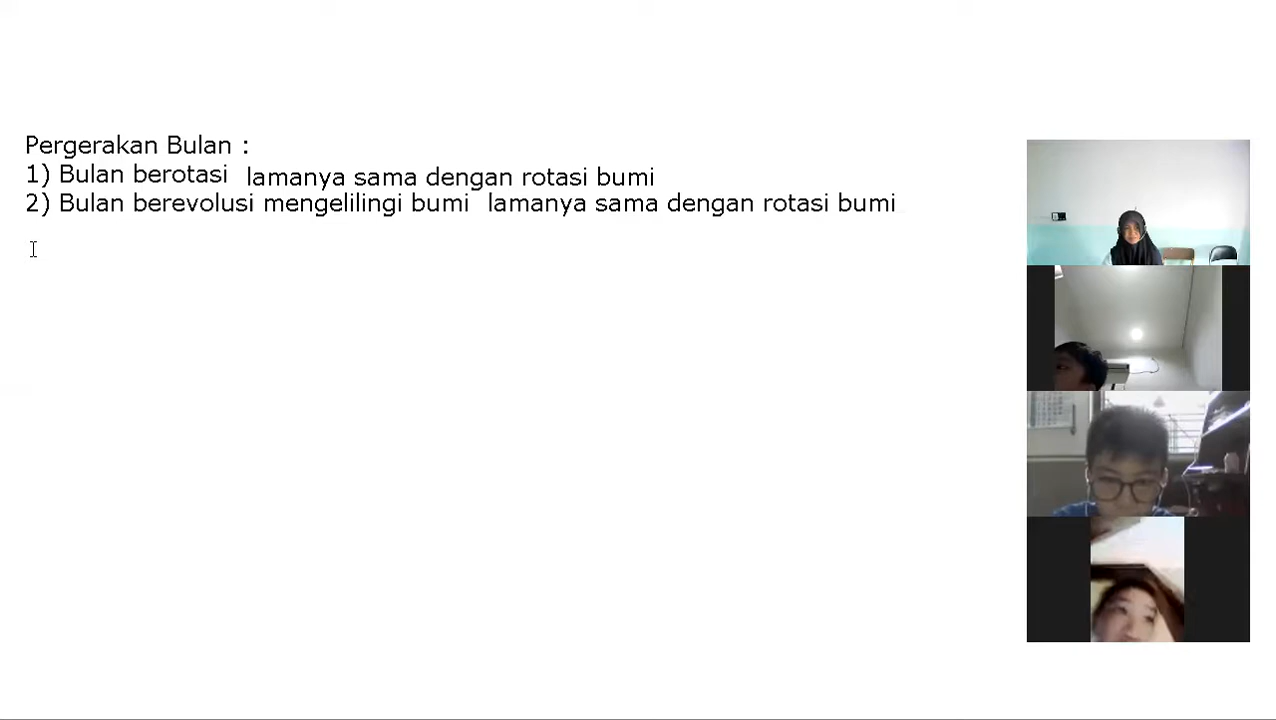 Pergerakan Bulan :
1) Bulan berotasi lamanya sama dengan rotasi bumi
2) Bulan berevolusi mengelilingi bumi lamanya sama dengan rotasi bumi